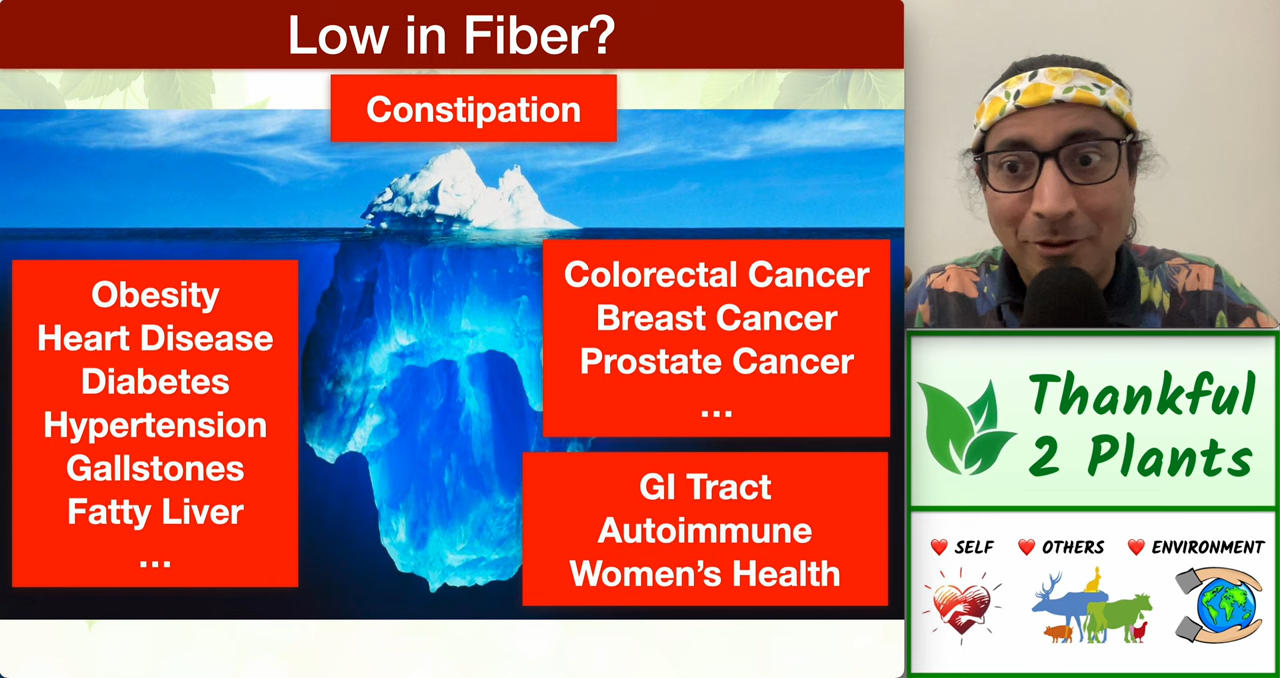 Low in Fiber?
Constipation
Obesity
Heart Disease
Diabetes
Hypertension
Gallstones
Fatty Liver
...
Colorectal Cancer
Breast Cancer
Prostate Cancer
...
GI Tract
Autoimmune
Women’s Health
Thankful
2 Plants
SELF
OTHERS
ENVIRONMENT